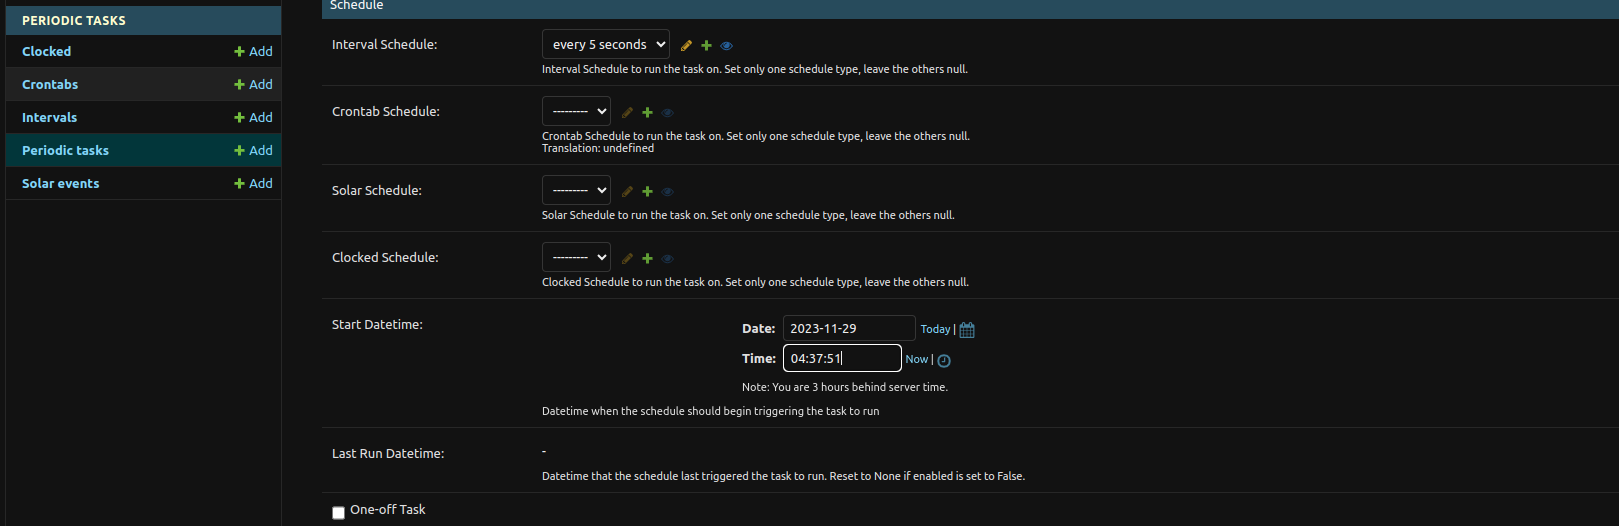 PERIODIC TASKS
Clocked Add
Crontabs Add
Intervals Add
Periodic tasks Add
Solar events Add
Schedule
Interval Schedule: every 5 seconds
Interval Schedule to run the task on. Set only one schedule type, leave the others null.
Crontab Schedule: ---------
Crontab Schedule to run the task on. Set only one schedule type, leave the others null.
Translation: undefined
Solar Schedule: ---------
Solar Schedule to run the task on. Set only one schedule type, leave the others null.
Clocked Schedule: ---------
Clocked Schedule to run the task on. Set only one schedule type, leave the others null.
Start Datetime:
Date: 2023-11-29 Today |
Time: 04:37:51 Now |
Note: You are 3 hours behind server time.
Datetime when the schedule should begin triggering the task to run
Last Run Datetime: -
Datetime that the schedule last triggered the task to run. Reset to None if enabled is set to False.
One-off Task